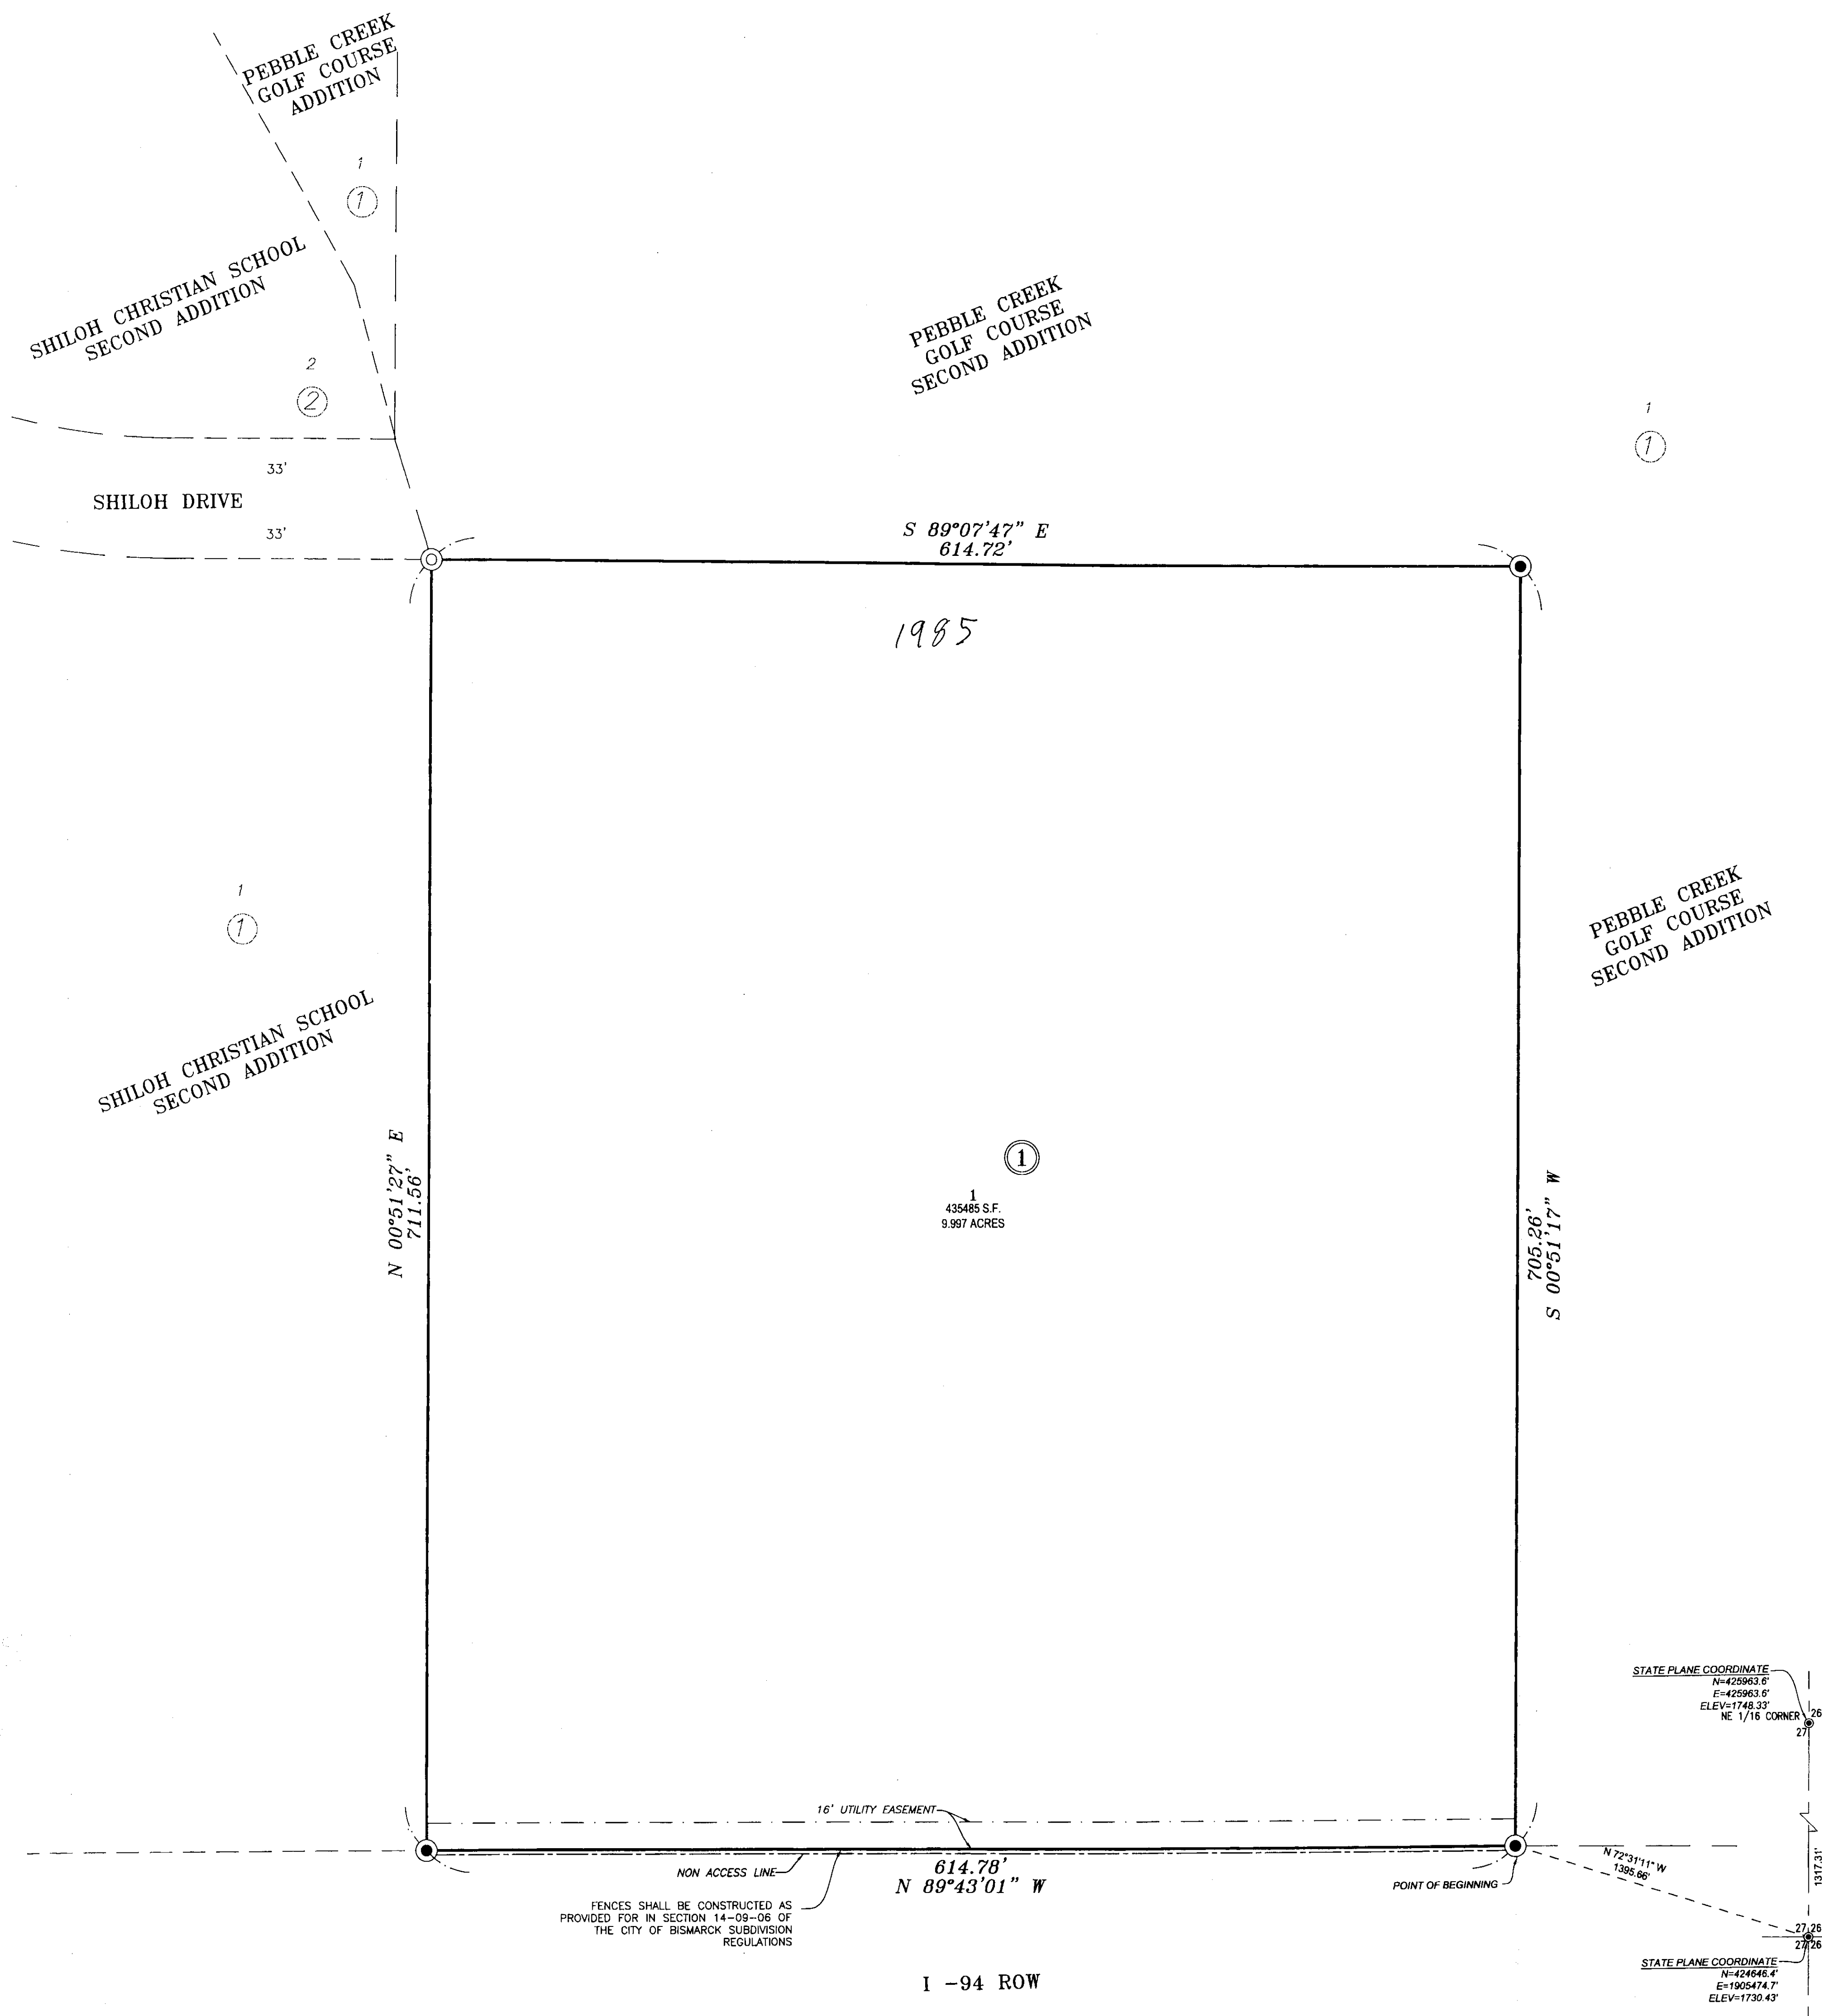 PEBBLE CREEK
GOLF COURSE
ADDITION
1
1
SHILOH CHRISTIAN SCHOOL
SECOND ADDITION
2
2
33'
SHILOH DRIVE
33'
PEBBLE CREEK
GOLF COURSE
SECOND ADDITION
1
1
S 89°07'47" E
614.72'
1985
1
1
SHILOH CHRISTIAN SCHOOL
SECOND ADDITION
PEBBLE CREEK
GOLF COURSE
SECOND ADDITION
N 00°51'27" E
711.56'
1
1
435485 S.F.
9.997 ACRES
705.26'
S 00°51'17" W
STATE PLANE COORDINATE
N=425963.6'
E=425963.6'
ELEV=1748.33'
NE 1/16 CORNER
26
27
16' UTILITY EASEMENT
NON ACCESS LINE
614.78'
N 89°43'01" W
POINT OF BEGINNING
N 72°31'11" W
1395.66'
1317.31'
FENCES SHALL BE CONSTRUCTED AS
PROVIDED FOR IN SECTION 14-09-06 OF
THE CITY OF BISMARCK SUBDIVISION
REGULATIONS
27 26
27 26
STATE PLANE COORDINATE
N=424646.4'
E=1905474.7'
ELEV=1730.43'
I -94 ROW